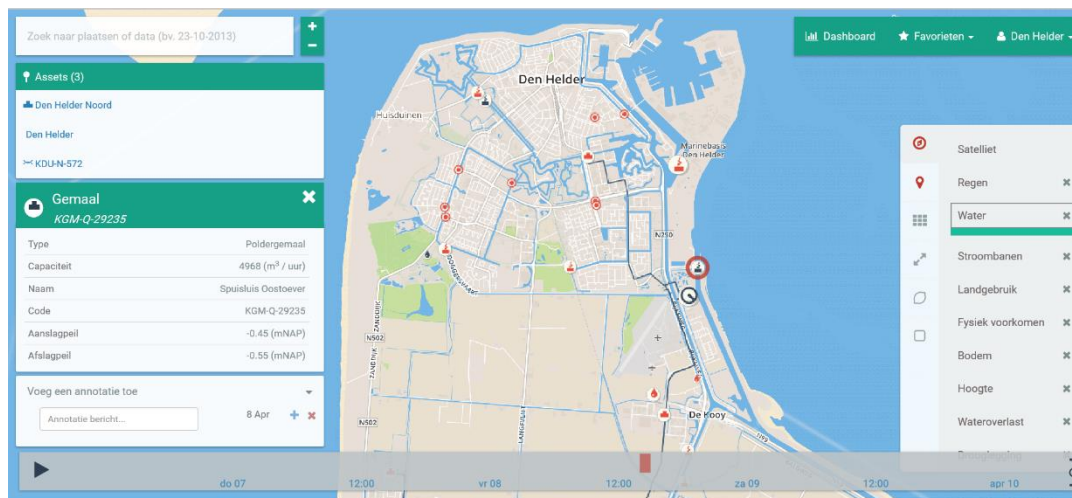 Zoek naar plaatsen of data (bv. 23-10-2013)
+
−
Dashboard
Favorieten
Den Helder
Assets (3)
Den Helder Noord
Den Helder
KDU-N-572
Gemaal
KGM-Q-29235
Type Poldergemaal
Capaciteit 4968 (m³ / uur)
Naam Spuisluis Oostoever
Code KGM-Q-29235
Aanslagpeil -0.45 (mNAP)
Afslagpeil -0.55 (mNAP)
Voeg een annotatie toe
Annotatie bericht... 8 Apr
Den Helder
Huisduinen
Marinebasis
Den Helder
N250
ZANDDIJK
N502
ZANDDIJK
N502
LANGEVLIET
De Kooy
Satelliet
Regen
Water
Stroombanen
Landgebruik
Fysiek voorkomen
Bodem
Hoogte
Wateroverlast
do 07
12:00
vr 08
12:00
za 09
12:00
apr 10